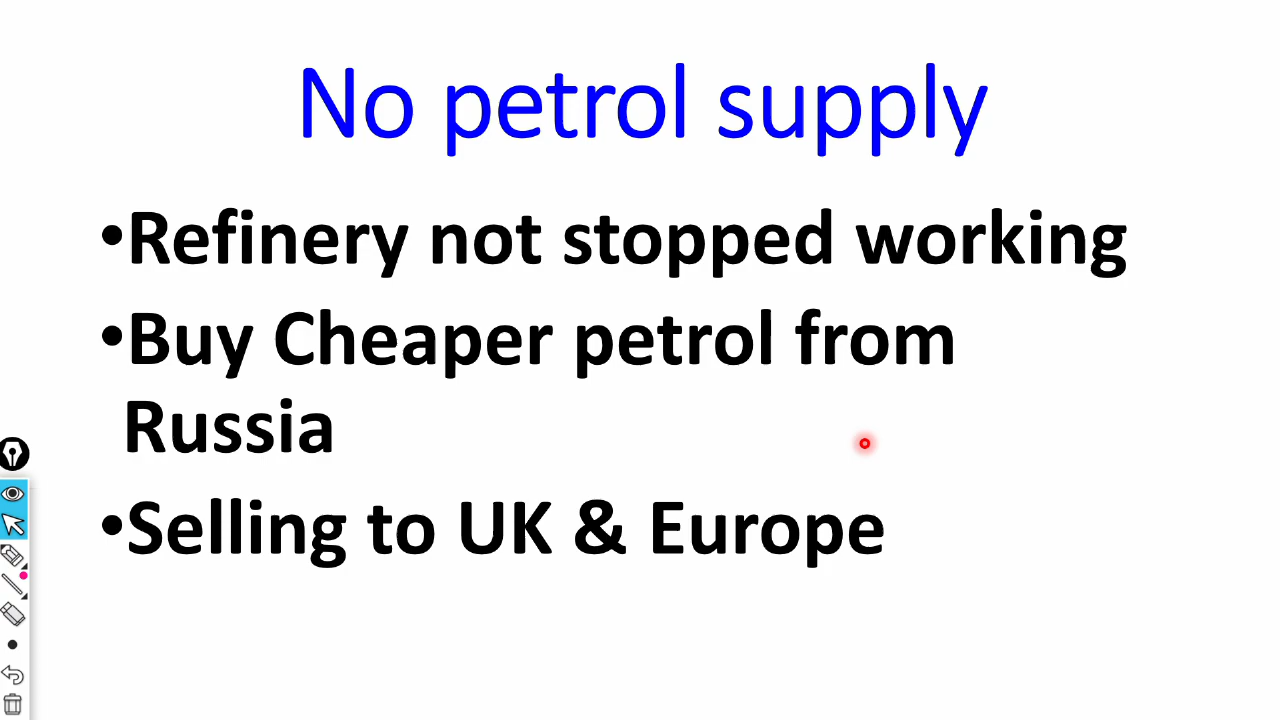 No petrol supply
•Refinery not stopped working
•Buy Cheaper petrol from
Russia
•Selling to UK & Europe